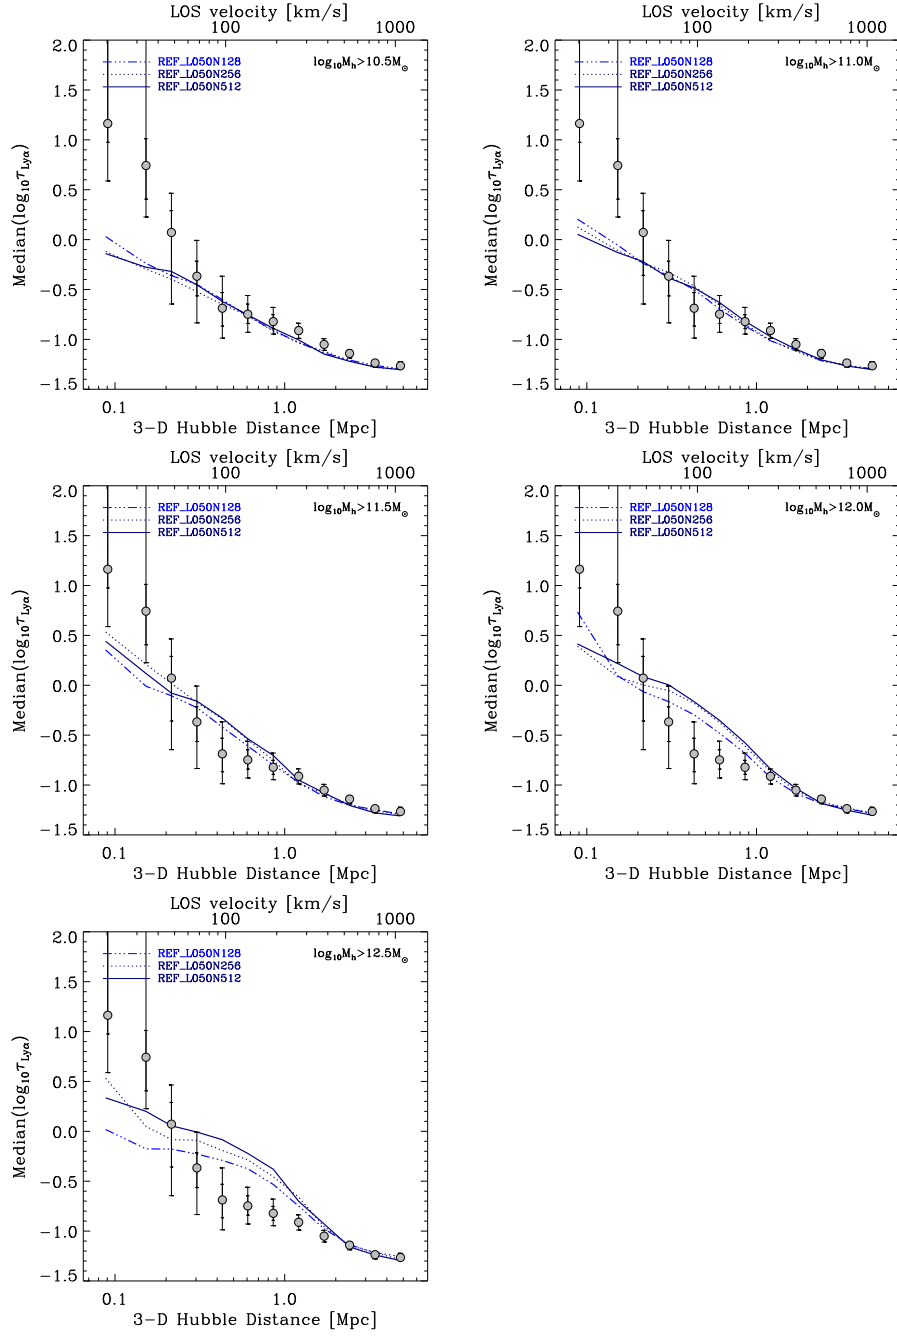 LOS velocity [km/s]
100 1000
2.0
1.5
1.0
0.5
0.0
−0.5
−1.0
−1.5
Median(log₁₀τLyα)
REF_L050N128
REF_L050N256
REF_L050N512
log₁₀Mₕ>10.5M⊙
0.1 1.0
3−D Hubble Distance [Mpc]
LOS velocity [km/s]
100 1000
2.0
1.5
1.0
0.5
0.0
−0.5
−1.0
−1.5
Median(log₁₀τLyα)
REF_L050N128
REF_L050N256
REF_L050N512
log₁₀Mₕ>11.0M⊙
0.1 1.0
3−D Hubble Distance [Mpc]
LOS velocity [km/s]
100 1000
2.0
1.5
1.0
0.5
0.0
−0.5
−1.0
−1.5
Median(log₁₀τLyα)
REF_L050N128
REF_L050N256
REF_L050N512
log₁₀Mₕ>11.5M⊙
0.1 1.0
3−D Hubble Distance [Mpc]
LOS velocity [km/s]
100 1000
2.0
1.5
1.0
0.5
0.0
−0.5
−1.0
−1.5
Median(log₁₀τLyα)
REF_L050N128
REF_L050N256
REF_L050N512
log₁₀Mₕ>12.0M⊙
0.1 1.0
3−D Hubble Distance [Mpc]
LOS velocity [km/s]
100 1000
2.0
1.5
1.0
0.5
0.0
−0.5
−1.0
−1.5
Median(log₁₀τLyα)
REF_L050N128
REF_L050N256
REF_L050N512
log₁₀Mₕ>12.5M⊙
0.1 1.0
3−D Hubble Distance [Mpc]